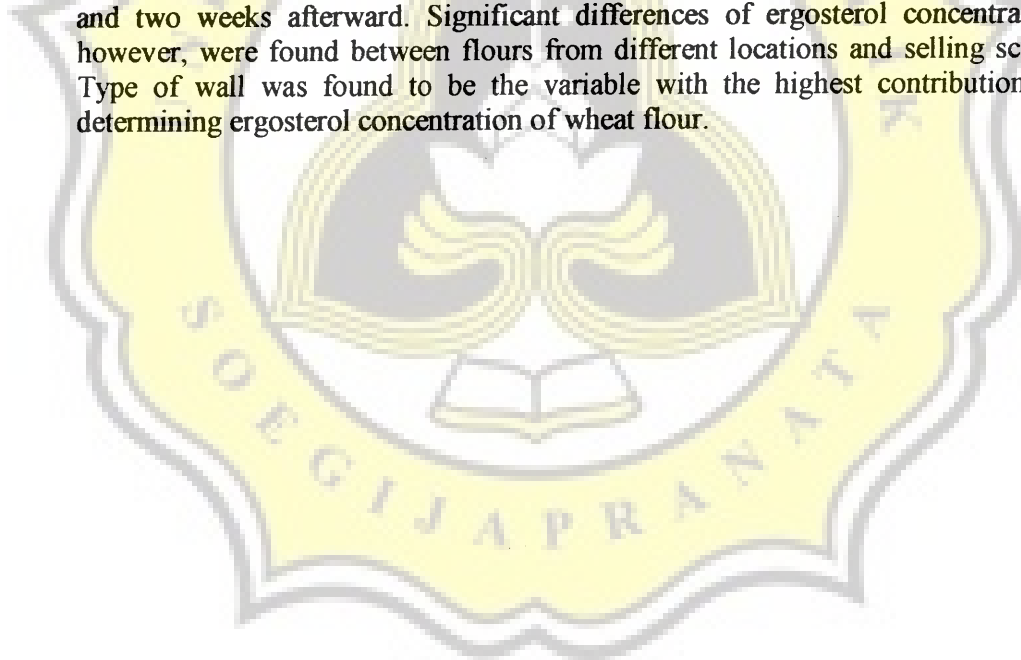 and two weeks afterward. Significant differences of ergosterol
however, were found between flours from different locations and selling
Type of wall was found to be the variable with the highest contribution
determining ergosterol concentration of wheat flour.
SOEGIJAPRANATA